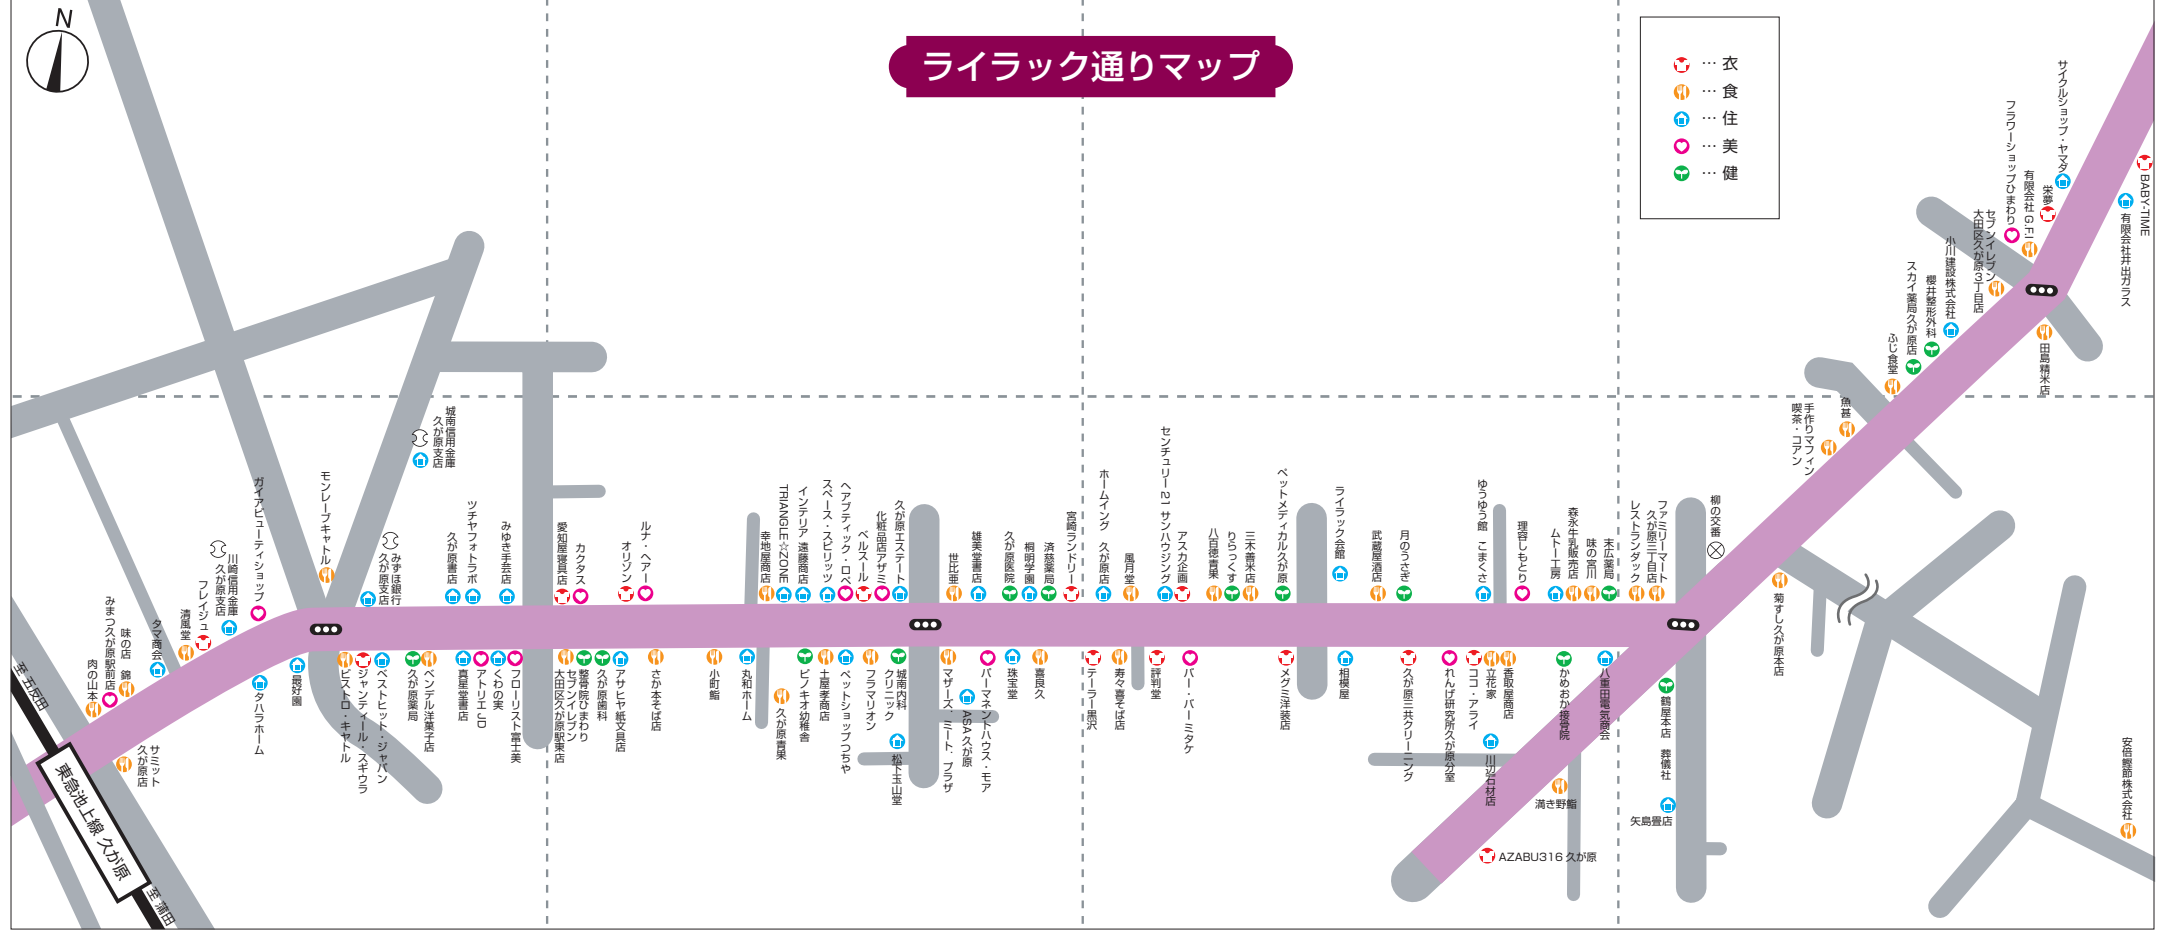 N
ライラック通りマップ
… 衣
… 食
… 住
… 美
… 健
至 五反田
東急池上線 久が原
至 蒲田
肉の山本
みまつ久が原駅前店
味の店 錦
タマ商会
清風堂
フレイジュ
川崎信用金庫
久が原支店
ガイアビューティショップ
モンレーブキャトル
みずほ銀行
久が原支店
城南信用金庫
久が原支店
久が原書店
ツチヤフォトラボ
みゆき手芸店
愛知屋寝具店
カクタス
オリゾン
ルナ・ヘアー
幸地屋商店
TRIANGLE☆ZONE
インテリア 遠藤商店
スペース・スピリッツ
ヘアブティック・ロペ
ベルスール
化粧品店アザミ
久が原エステート
世比亜
雄美堂書店
久が原医院
桐明学園
済慈薬局
宮崎ランドリー
ホームイング 久が原店
風月堂
センチュリー21 サンハウジング
アスカ企画
八百徳青果
りらっくす
三木善米店
ペットメディカル久が原
ライラック会館
武蔵屋酒店
月のうさぎ
ゆうゆう館 こまくさ
理容しもとり
ムトー工房
森永牛乳販売店
味の宮川
末広薬局
レストランダック
ファミリーマート
久が原三丁目店
柳の交番
手作りマフィン
喫茶・コアン
魚甚
ふじ食堂
スカイ薬局久が原店
櫻井整形外科
小川建設株式会社
セブンイレブン
大田区久が原3丁目店
フラワーショップひまわり
有限会社 G.F.I
栄夢
サイクルショップ・ヤマダ
BABY-TIME
有限会社井出ガラス
田島精米店
菊すし久が原本店
安倍鰹節株式会社
サミット
久が原店
タハラホーム
最好園
ビストロ・キャトル
ジャンティール・スギウラ
ベストヒット・ジャパン
久が原薬局
ベンデル洋菓子店
真星堂書店
アトリエJD
くわの実
フローリスト富士美
セブンイレブン
大田区久が原駅東店
整骨院ひまわり
久が原歯科
アサヒヤ紙文具店
さか本そば店
小町鮨
丸和ホーム
久が原青果
ピノキオ幼稚舎
土屋孝商店
ペットショップつちや
フラマリオン
城南内科
クリニック
松下玉山堂
マザーズ.ミート.プラザ
ASA久が原
パーマネントハウス・モア
珠宝堂
喜良久
テーラー黒沢
寿々喜そば店
評判堂
バー・バーミタケ
メグミ洋装店
相模屋
久が原三共クリーニング
れんげ研究所久が原分室
ココ・アライ
立花家
香取屋商店
川辺石材店
かめおか接骨院
八重田電気商会
満き野鮨
AZABU316 久が原
鶴屋本店 葬儀社
矢島畳店